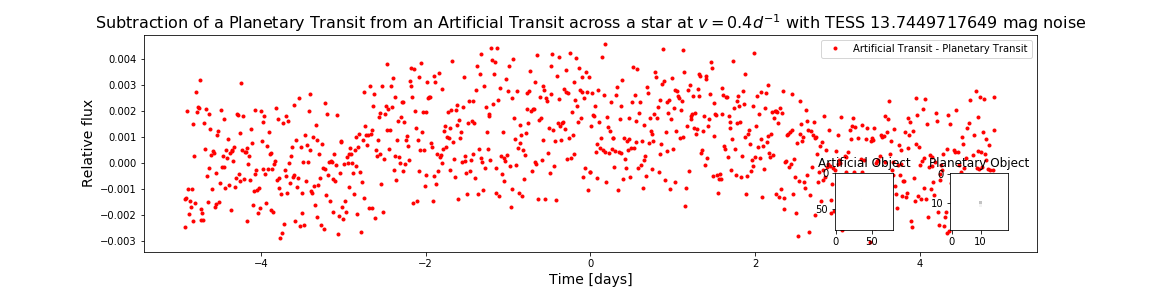 Subtraction of a Planetary Transit from an Artificial Transit across a star at v = 0.4d⁻¹ with TESS 13.7449717649 mag noise
Artificial Transit - Planetary Transit
Relative flux
0.004
0.003
0.002
0.001
0.000
−0.001
−0.002
−0.003
Artificial Object
0
50
0 50
Planetary Object
0
10
0 10
−4 −2 0 2 4
Time [days]